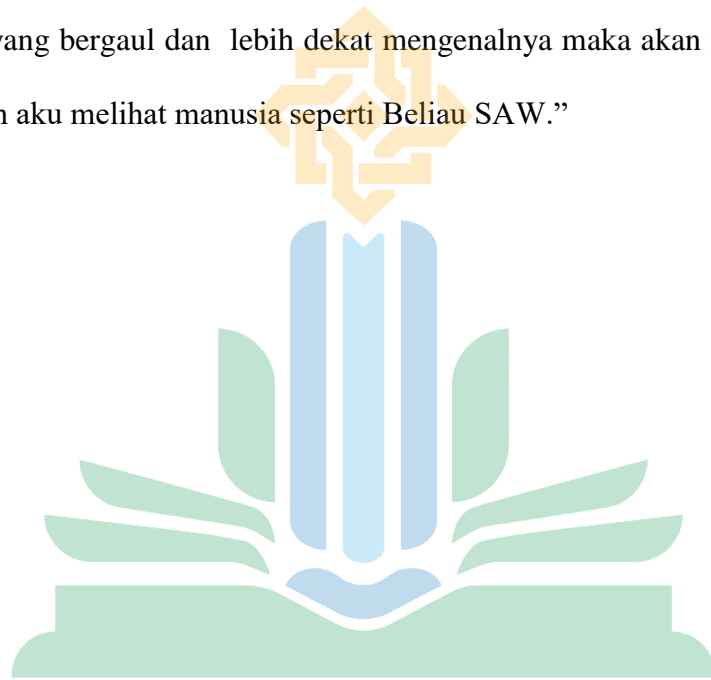 yang bergaul dan lebih dekat mengenalnya maka akan
aku melihat manusia seperti Beliau SAW.”